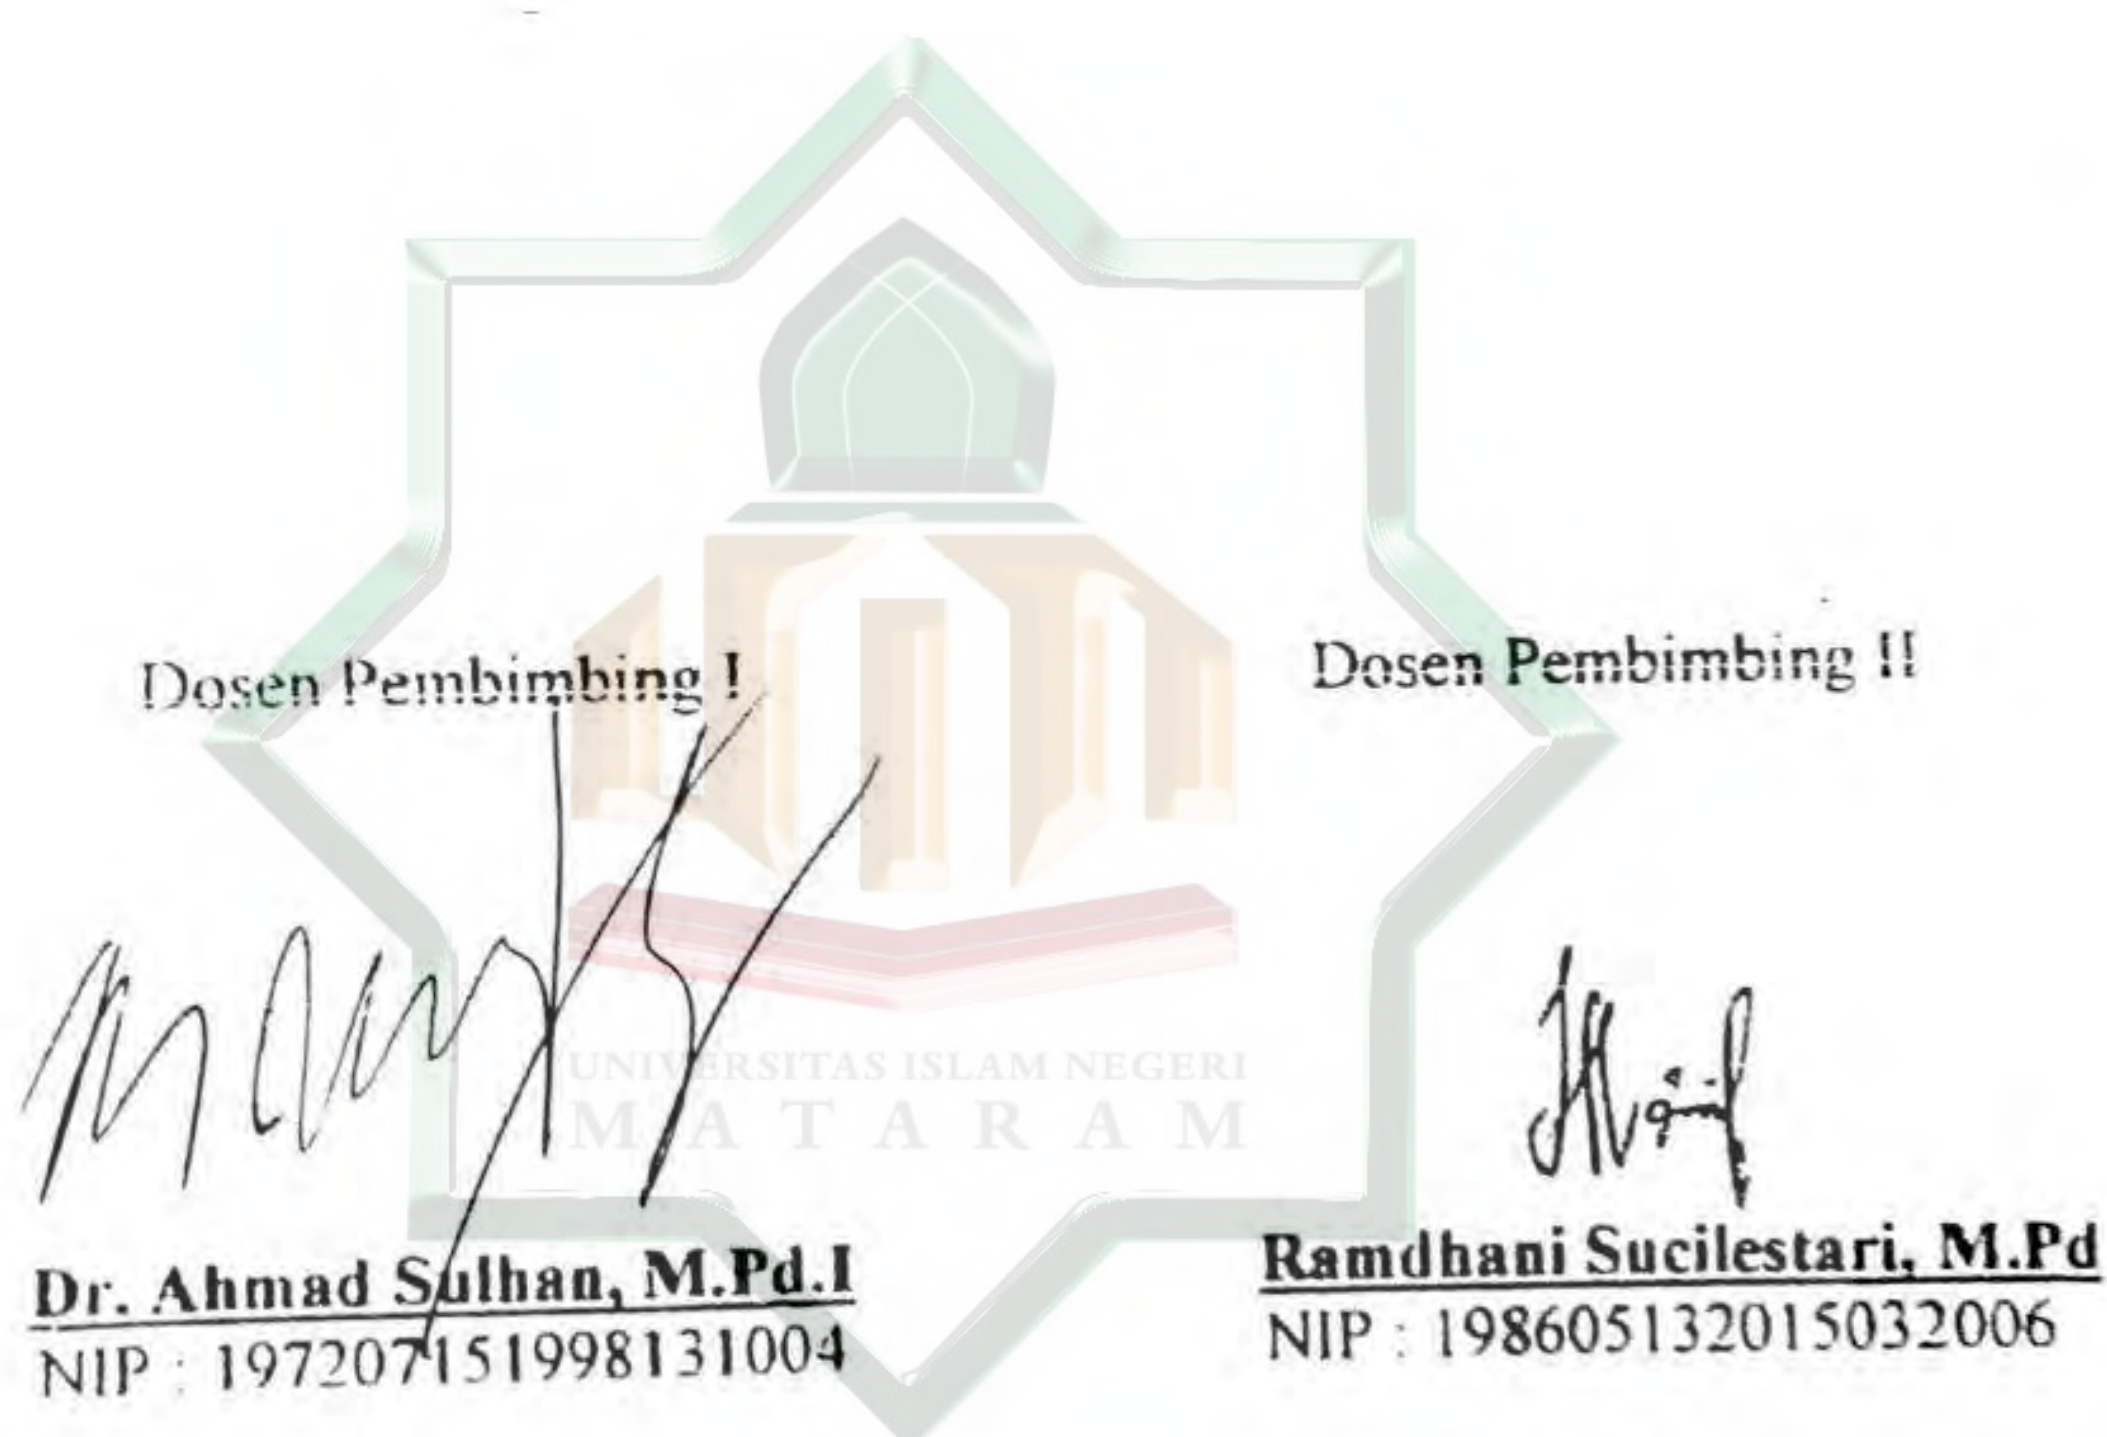 Dosen Pembimbing I
Dosen Pembimbing II
UNIVERSITAS ISLAM NEGERI
MATARAM
Dr. Ahmad Sulhan, M.Pd.I
NIP : 197207151998131004
Ramdhani Sucilestari, M.Pd
NIP : 198605132015032006